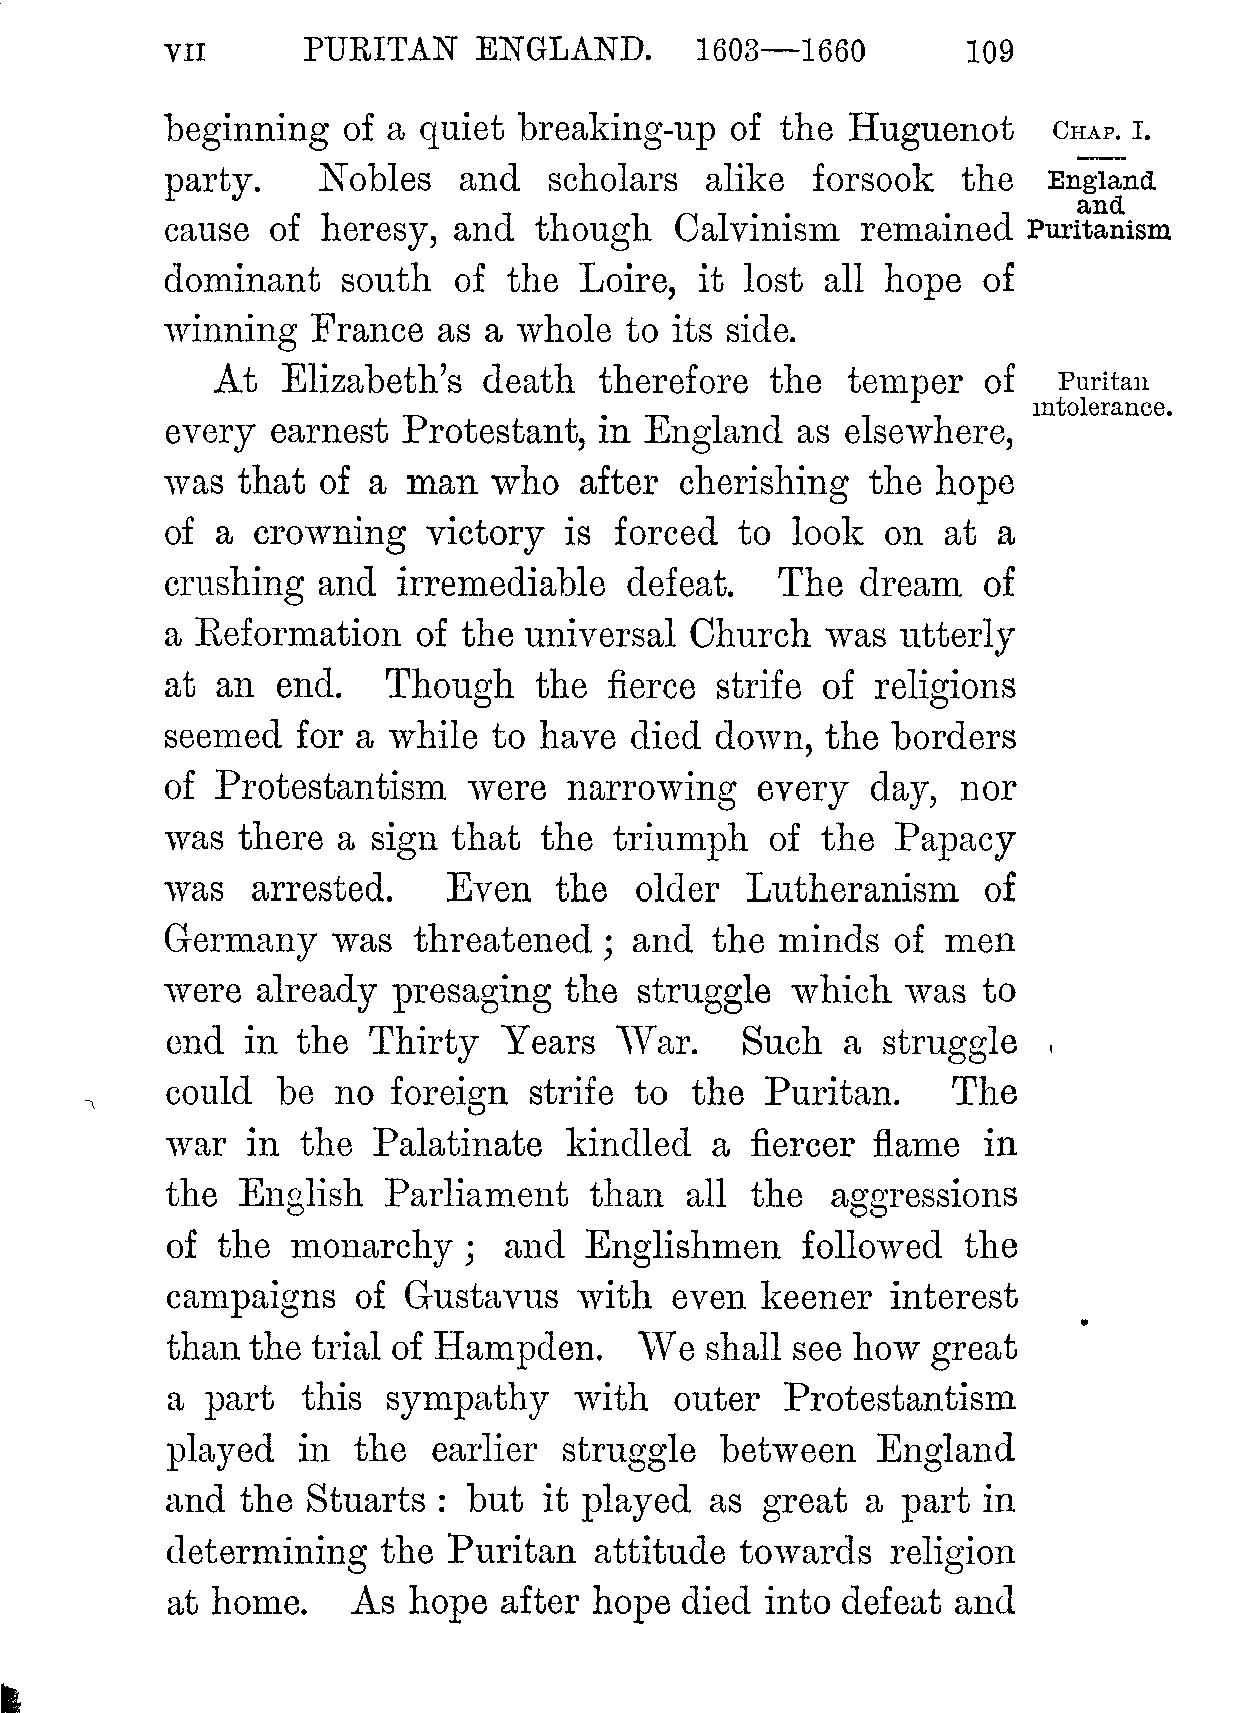 VII PURITAN ENGLAND. 1603—1660 109
beginning of a quiet breaking-up of the Huguenot
party. Nobles and scholars alike forsook the
cause of heresy, and though Calvinism remained
dominant south of the Loire, it lost all hope of
winning France as a whole to its side.
CHAP. I.
England
and
Puritanism
At Elizabeth's death therefore the temper of
every earnest Protestant, in England as elsewhere,
was that of a man who after cherishing the hope
of a crowning victory is forced to look on at a
crushing and irremediable defeat. The dream of
a Reformation of the universal Church was utterly
at an end. Though the fierce strife of religions
seemed for a while to have died down, the borders
of Protestantism were narrowing every day, nor
was there a sign that the triumph of the Papacy
was arrested. Even the older Lutheranism of
Germany was threatened ; and the minds of men
were already presaging the struggle which was to
end in the Thirty Years War. Such a struggle
could be no foreign strife to the Puritan. The
war in the Palatinate kindled a fiercer flame in
the English Parliament than all the aggressions
of the monarchy ; and Englishmen followed the
campaigns of Gustavus with even keener interest
than the trial of Hampden. We shall see how great
a part this sympathy with outer Protestantism
played in the earlier struggle between England
and the Stuarts : but it played as great a part in
determining the Puritan attitude towards religion
at home. As hope after hope died into defeat and
Puritan
intolerance.